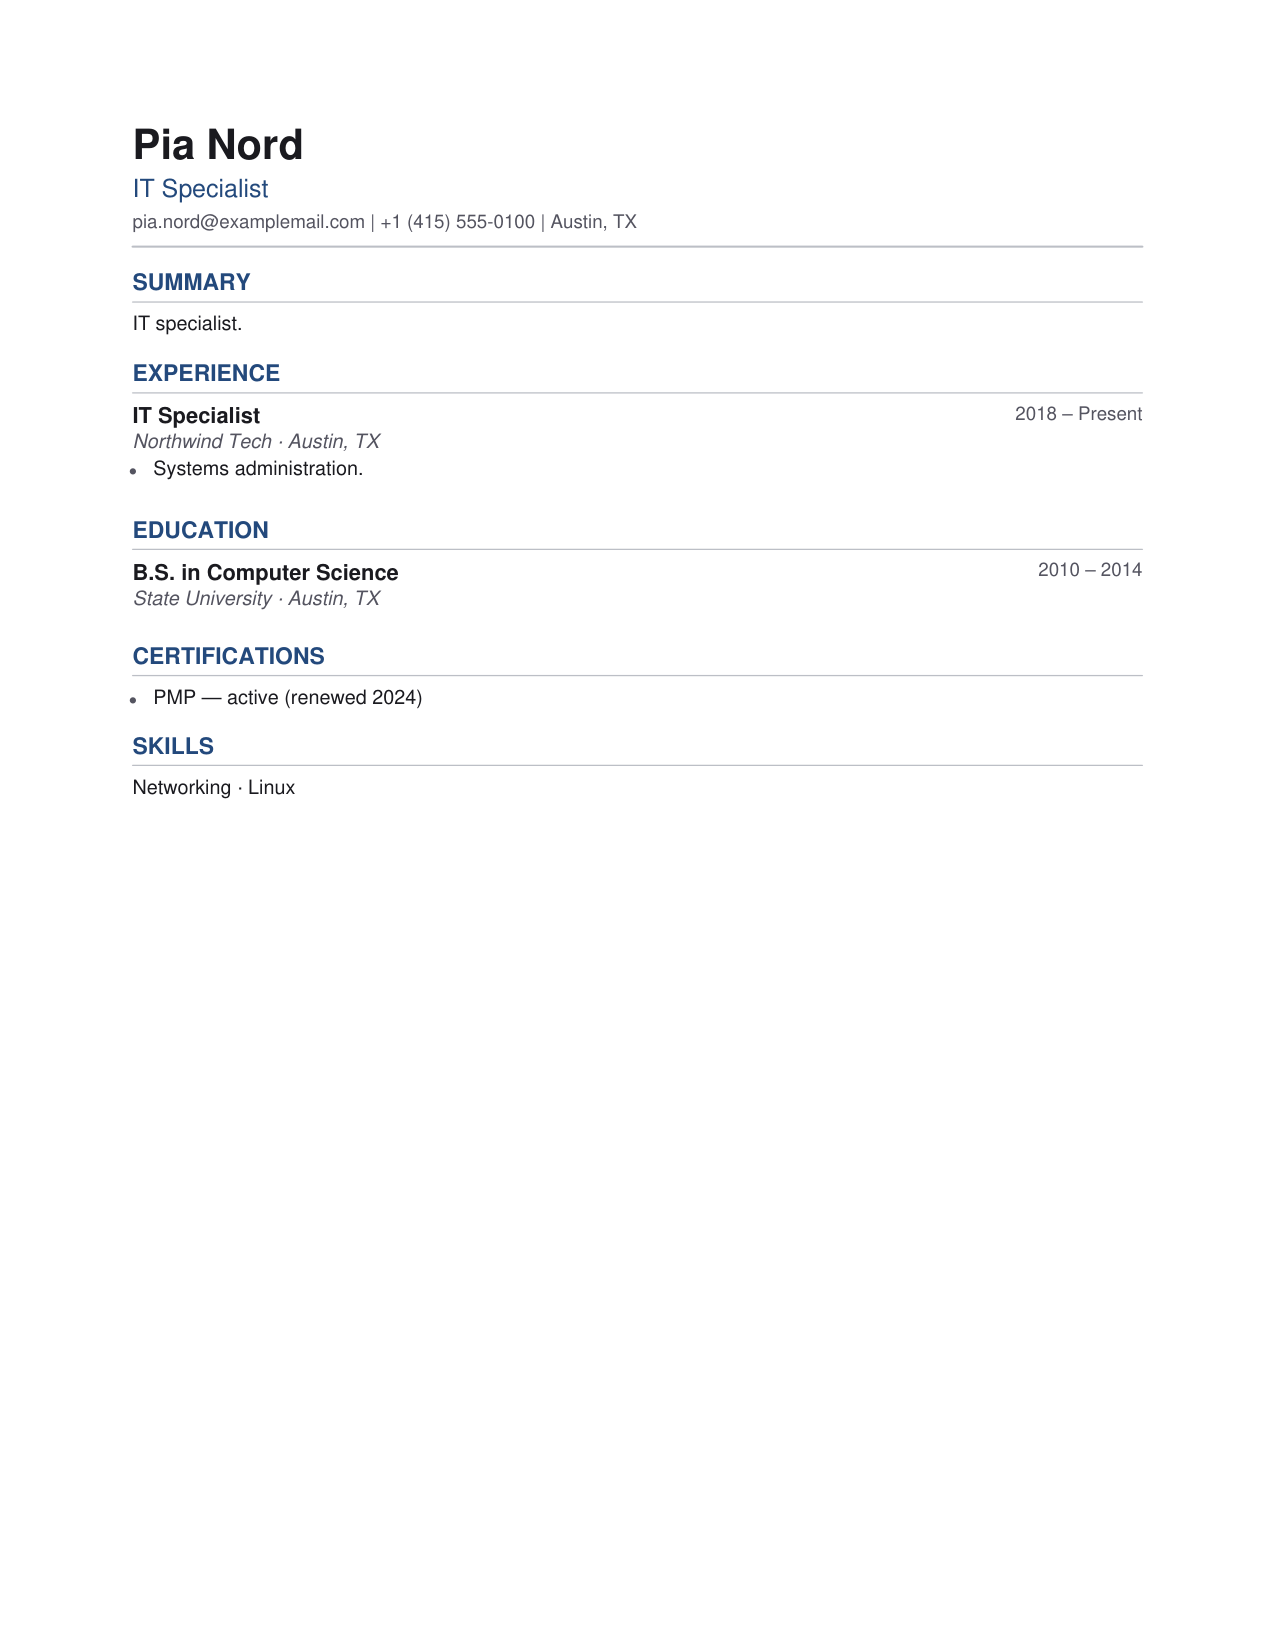 Pia Nord
IT Specialist
pia.nord@examplemail.com | +1 (415) 555-0100 | Austin, TX
SUMMARY
IT specialist.
EXPERIENCE
IT Specialist 2018 – Present
Northwind Tech · Austin, TX
• Systems administration.
EDUCATION
B.S. in Computer Science 2010 – 2014
State University · Austin, TX
CERTIFICATIONS
• PMP — active (renewed 2024)
SKILLS
Networking · Linux